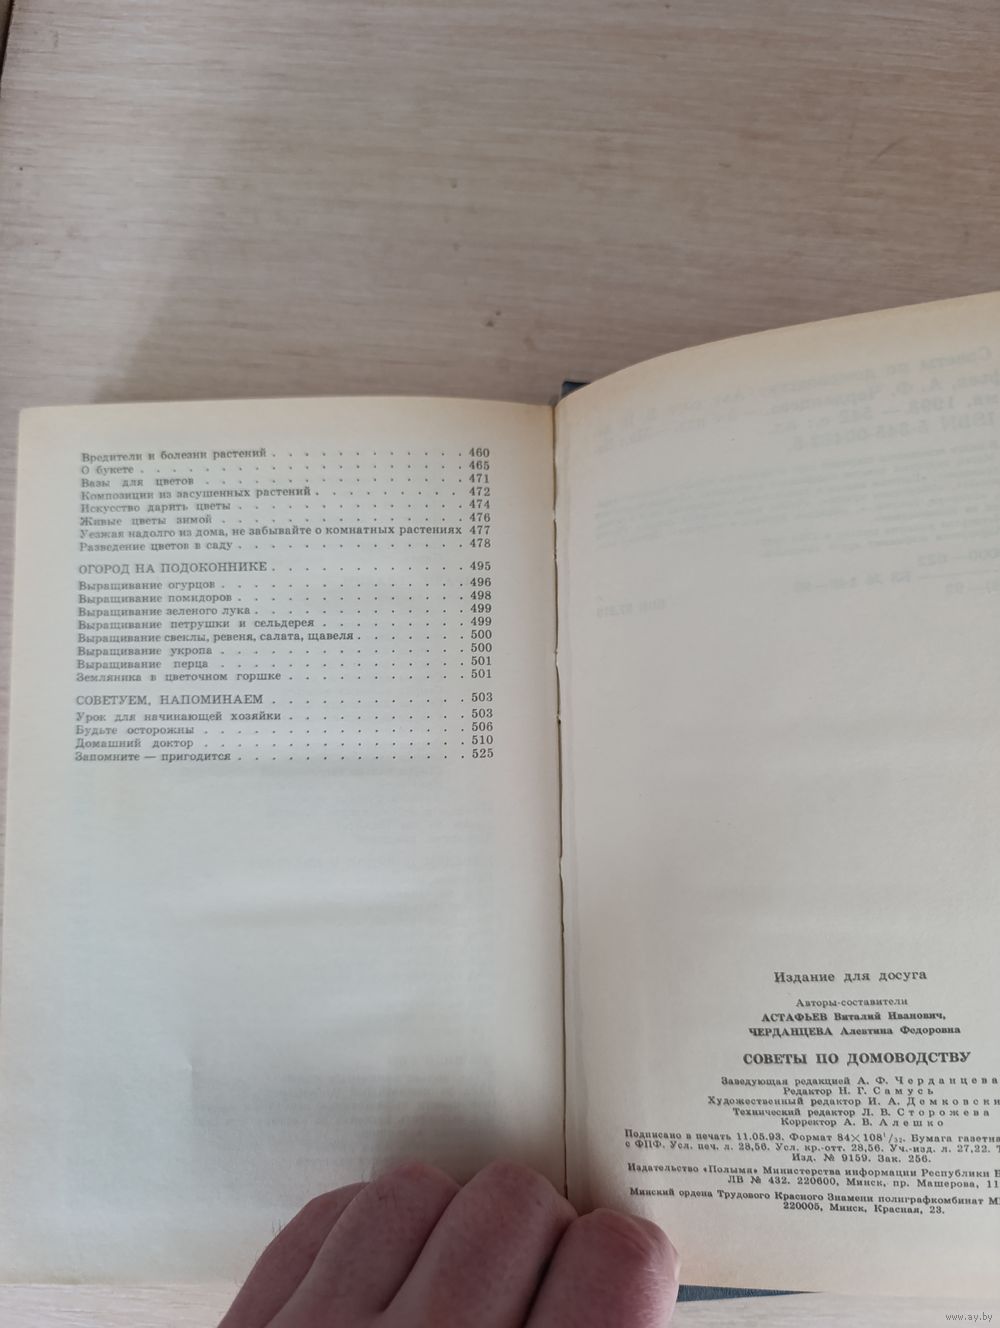 Вредители и болезни растений . . . . . . . . . . . . 460
О букете . . . . . . . . . . . . . . . . . . . . 465
Вазы для цветов . . . . . . . . . . . . . . . . 471
Композиции из засушенных растений . . . . . . . . . 472
Искусство дарить цветы . . . . . . . . . . . . . . 474
Живые цветы зимой . . . . . . . . . . . . . . . 476
Уезжая надолго из дома, не забывайте о комнатных растениях 477
Разведение цветов в саду . . . . . . . . . . . . . . 478
ОГОРОД НА ПОДОКОННИКЕ . . . . . . . . . . . . 495
Выращивание огурцов . . . . . . . . . . . . . . . 496
Выращивание помидоров . . . . . . . . . . . . . . 498
Выращивание зеленого лука . . . . . . . . . . . . . 499
Выращивание петрушки и сельдерея . . . . . . . . . 499
Выращивание свеклы, ревеня, салата, щавеля . . . . . . . 500
Выращивание укропа . . . . . . . . . . . . . . . 500
Выращивание перца . . . . . . . . . . . . . . . 501
Земляника в цветочном горшке . . . . . . . . . . . 501
СОВЕТУЕМ, НАПОМИНАЕМ . . . . . . . . . . . . 503
Урок для начинающей хозяйки . . . . . . . . . . . 503
Будьте осторожны . . . . . . . . . . . . . . . . 506
Домашний доктор . . . . . . . . . . . . . . . . 510
Запомните — пригодится . . . . . . . . . . . . . . 525
Издание для досуга
Авторы-составители
АСТАФЬЕВ Виталий Иванович,
ЧЕРДАНЦЕВА Алевтина Федоровна
СОВЕТЫ ПО ДОМОВОДСТВУ
Заведующая редакцией А. Ф. Черданцева
Редактор Н. Г. Самусь
Художественный редактор И. А. Демковски
Технический редактор Л. В. Сторожева
Корректор А. В. Алешко
Подписано в печать 11.05.93. Формат 84×108¹/₃₂. Бумага газетна
с ФПФ. Усл. печ. л. 28,56. Усл. кр.-отт. 28,56. Уч.-изд. л. 27,22. Т
Изд. № 9159. Зак. 256.
Издательство «Полымя» Министерства информации Республики Б
ЛВ № 432. 220600, Минск, пр. Машерова, 11
Минский ордена Трудового Красного Знамени полиграфкомбинат М
220005, Минск, Красная, 23.
www.ay.by